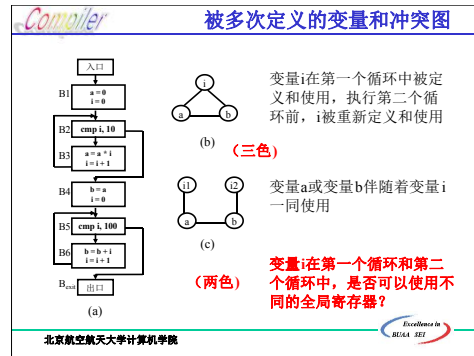 Compiler
被多次定义的变量和冲突图
入口
B1
a = 0
i = 0
B2
cmp i, 10
B3
a = a * i
i = i + 1
B4
b = a
i = 0
B5
cmp i, 100
B6
b = b + i
i = i + 1
Bexit
出口
(a)
i
a
b
(b)
（三色）
i1
i2
a
b
(c)
（两色）
变量i在第一个循环中被定
义和使用，执行第二个循
环前，i被重新定义和使用
变量a或变量b伴随着变量i
一同使用
变量i在第一个循环和第二
个循环中，是否可以使用不
同的全局寄存器？
北京航空航天大学计算机学院
Excellence in
BUAA SEI